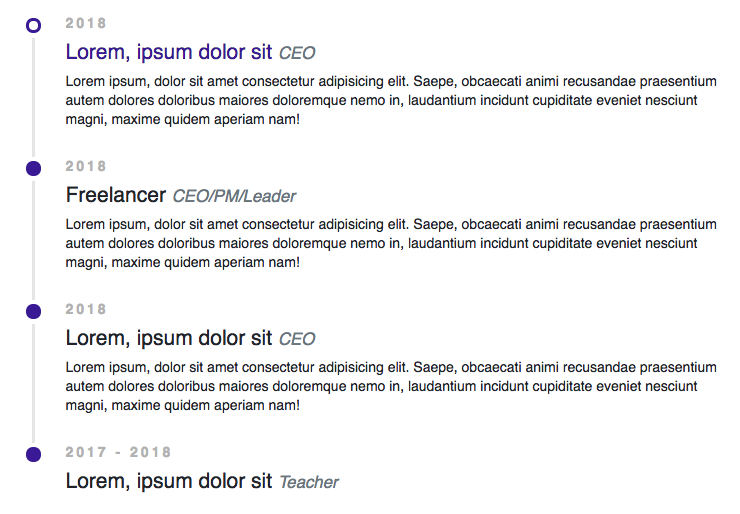 2018
Lorem, ipsum dolor sit CEO
Lorem ipsum, dolor sit amet consectetur adipisicing elit. Saepe, obcaecati animi recusandae praesentium
autem dolores doloribus maiores doloremque nemo in, laudantium incidunt cupiditate eveniet nesciunt
magni, maxime quidem aperiam nam!
2018
Freelancer CEO/PM/Leader
Lorem ipsum, dolor sit amet consectetur adipisicing elit. Saepe, obcaecati animi recusandae praesentium
autem dolores doloribus maiores doloremque nemo in, laudantium incidunt cupiditate eveniet nesciunt
magni, maxime quidem aperiam nam!
2018
Lorem, ipsum dolor sit CEO
Lorem ipsum, dolor sit amet consectetur adipisicing elit. Saepe, obcaecati animi recusandae praesentium
autem dolores doloribus maiores doloremque nemo in, laudantium incidunt cupiditate eveniet nesciunt
magni, maxime quidem aperiam nam!
2017 - 2018
Lorem, ipsum dolor sit Teacher